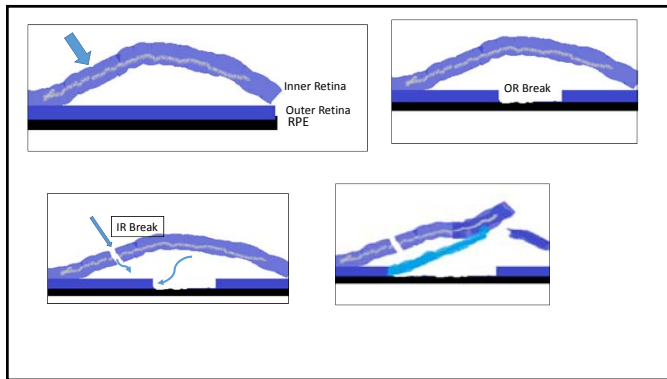 Inner Retina
Outer Retina
RPE
OR Break
IR Break